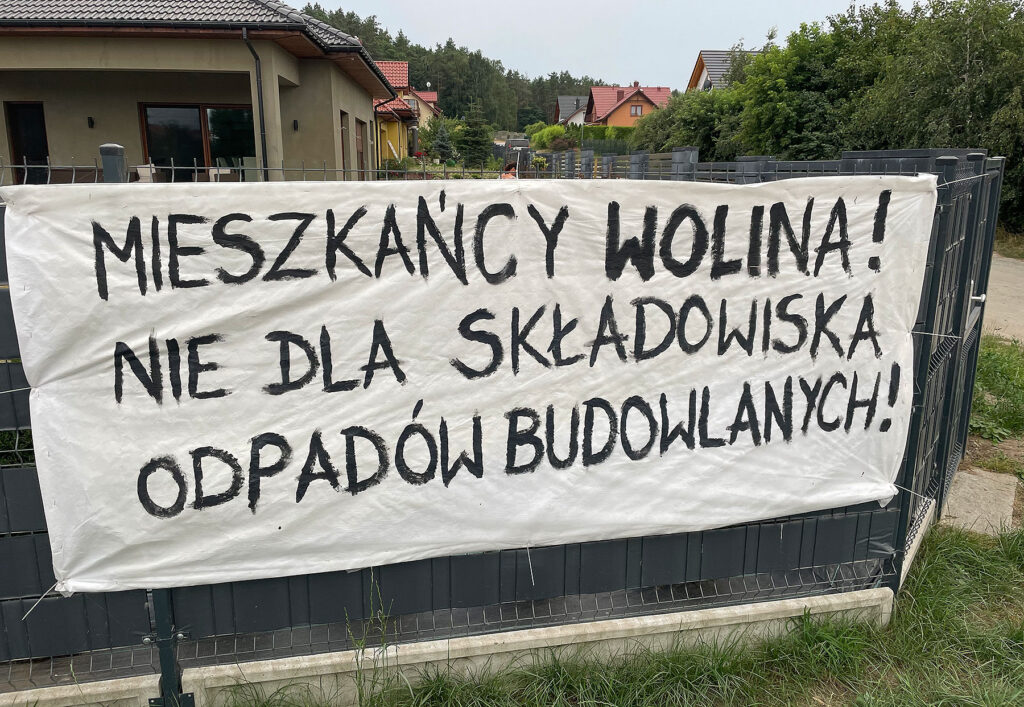 MIESZKAŃCY WOLINA!
NIE DLA SKŁADOWISKA
ODPADÓW BUDOWLANYCH!